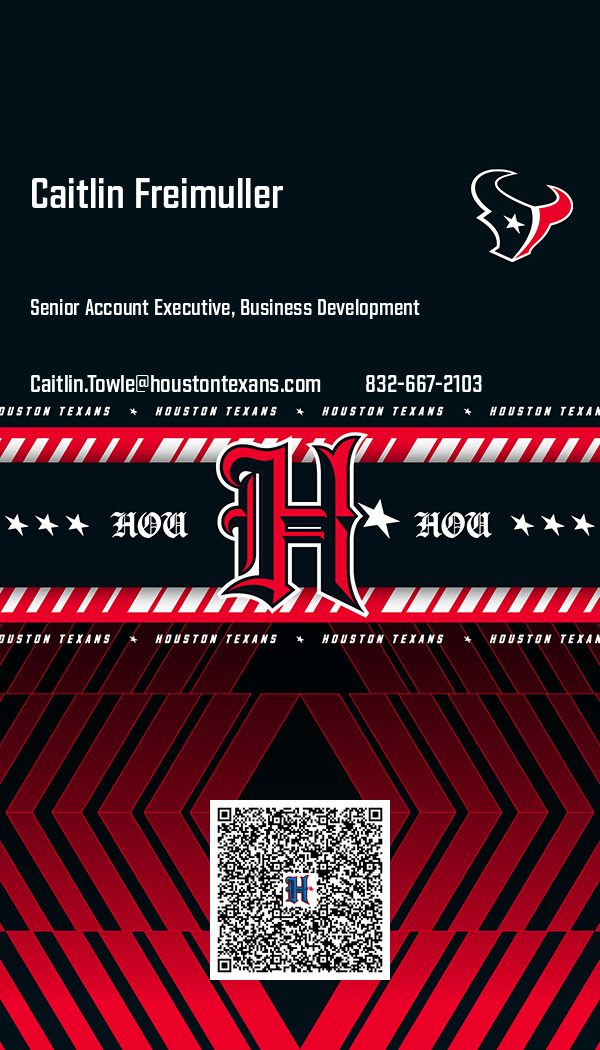 Caitlin Freimuller
Senior Account Executive, Business Development
Caitlin.Towle@houstontexans.com 832-667-2103
HOUSTON TEXANS HOUSTON TEXANS HOUSTON TEXANS HOUSTON TEXANS
HOU H HOU
HOUSTON TEXANS HOUSTON TEXANS HOUSTON TEXANS HOUSTON TEXANS
H